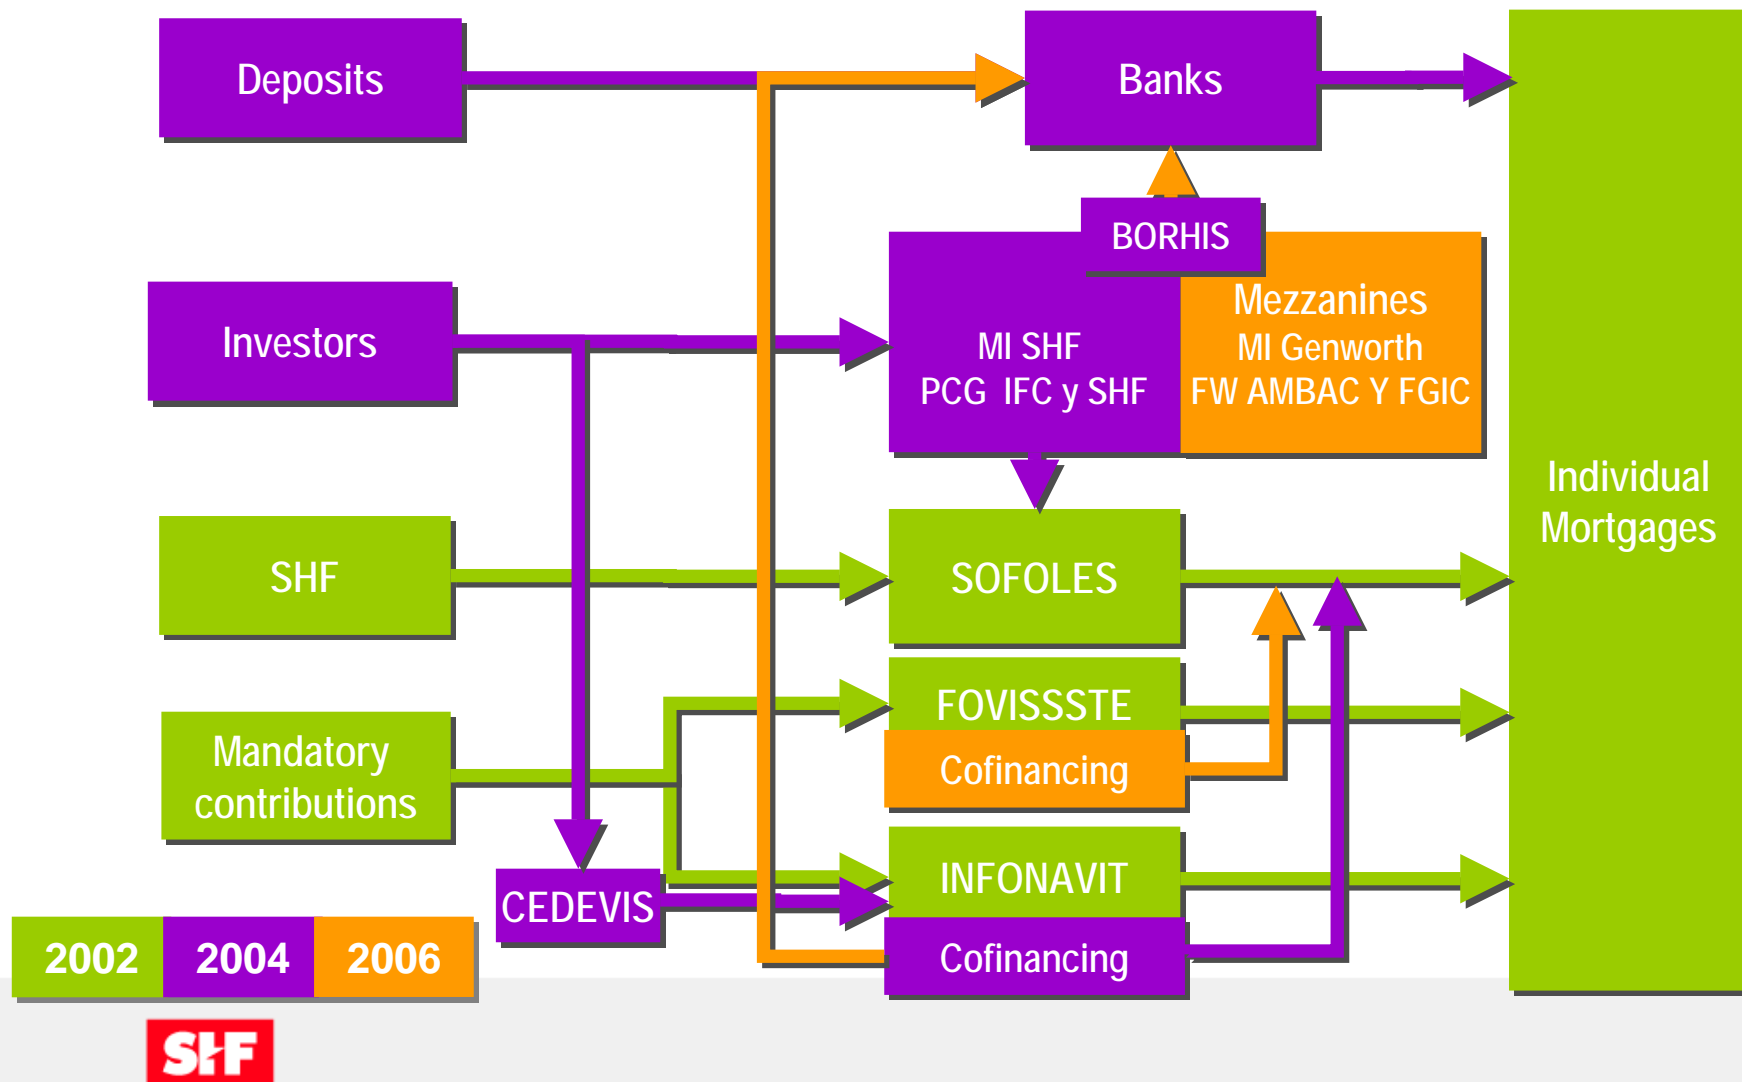 Deposits
Banks
BORHIS
Investors
MI SHF
PCG IFC y SHF
Mezzanines
MI Genworth
FW AMBAC Y FGIC
Individual
Mortgages
SHF
SOFOLES
Mandatory
contributions
FOVISSSTE
Cofinancing
INFONAVIT
CEDEVIS
Cofinancing
2002 2004 2006
SHF